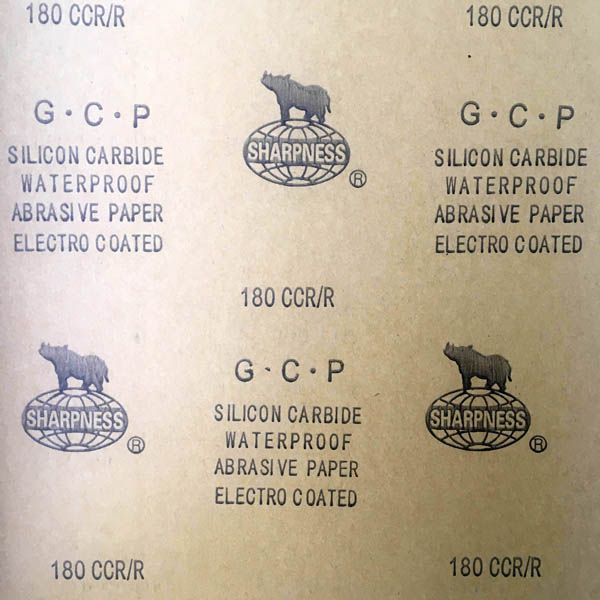 180 CCR/R
180 CCR/R
G·C·P
SILICON CARBIDE
WATERPROOF
ABRASIVE PAPER
ELECTRO COATED
SHARPNESS
®
G·C·P
SILICON CARBIDE
WATERPROOF
ABRASIVE PAPER
ELECTRO COATED
180 CCR/R
SHARPNESS
®
G·C·P
SILICON CARBIDE
WATERPROOF
ABRASIVE PAPER
ELECTRO COATED
SHARPNESS
®
180 CCR/R
180 CCR/R